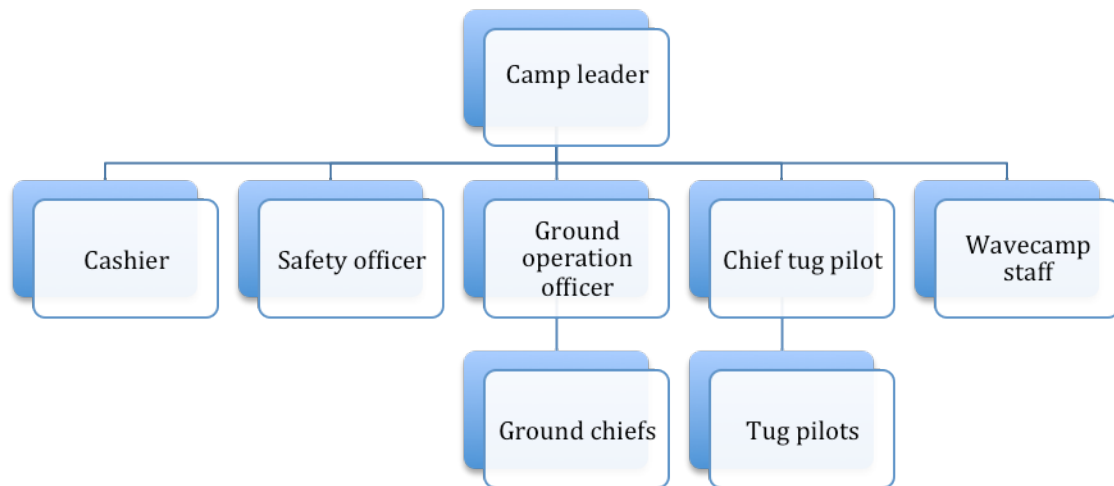 Camp leader
Cashier
Safety officer
Ground
operation
officer
Chief tug pilot
Wavecamp
staff
Ground chiefs
Tug pilots